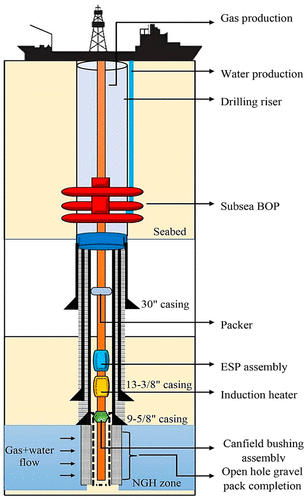 Gas production
Water production
Drilling riser
Subsea BOP
Seabed
30" casing
Packer
ESP assembly
13-3/8" casing
Induction heater
9-5/8" casing
Canfield bushing
assembly
Gas+water
flow
Open hole gravel
pack completion
NGH zone